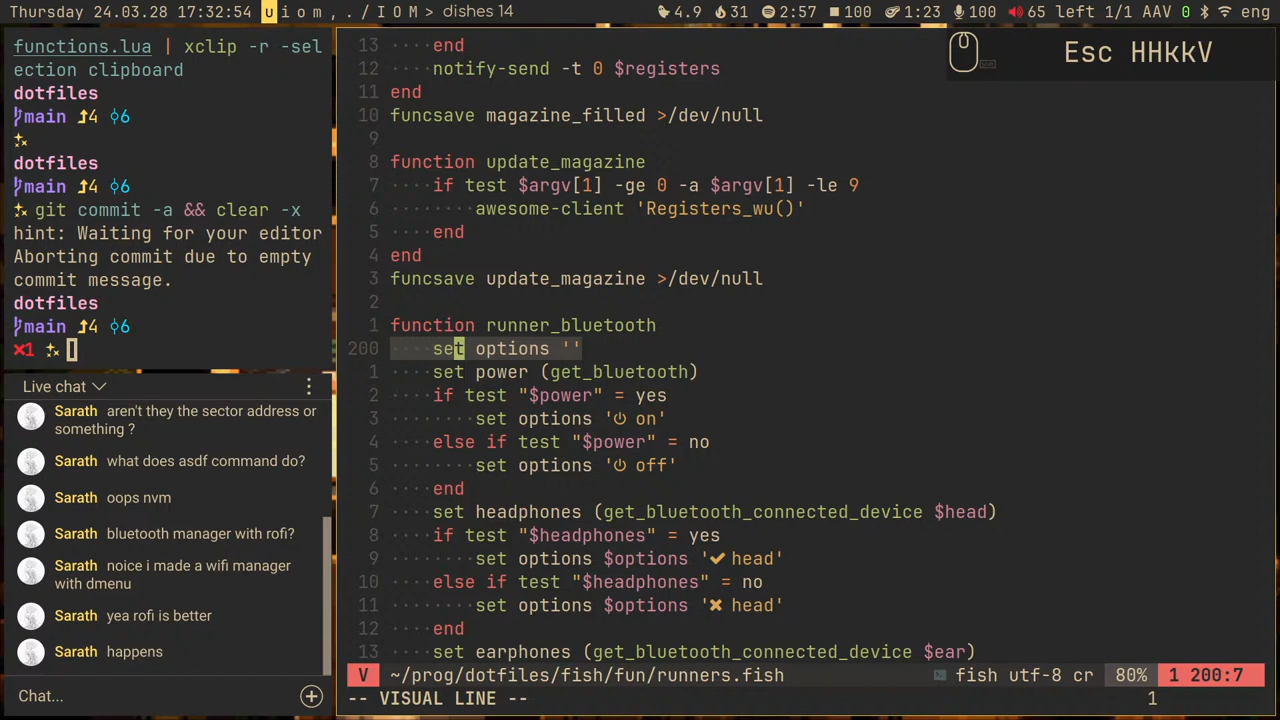 Thursday 24.03.28 17:32:54 u i o m , . / I O M > dishes 14 4.9 31 2:57 100 1:23 100 65 left 1/1 AAV 0 eng
functions.lua | xclip -r -sel
ection clipboard
dotfiles
main 4 6
dotfiles
main 4 6
git commit -a && clear -x
hint: Waiting for your editor
Aborting commit due to empty
commit message.
dotfiles
main 4 6
×1
Live chat
Sarath aren't they the sector address or
something ?
Sarath what does asdf command do?
Sarath oops nvm
Sarath bluetooth manager with rofi?
Sarath noice i made a wifi manager
with dmenu
Sarath yea rofi is better
Sarath happens
Chat...
Esc HHkkV
13 ····end
12 ····notify-send -t 0 $registers
11 end
10 funcsave magazine_filled >/dev/null
9
8 function update_magazine
7 ····if test $argv[1] -ge 0 -a $argv[1] -le 9
6 ········awesome-client 'Registers_wu()'
5 ····end
4 end
3 funcsave update_magazine >/dev/null
2
1 function runner_bluetooth
200 ····set options ''
1 ····set power (get_bluetooth)
2 ····if test "$power" = yes
3 ········set options '⏻ on'
4 ····else if test "$power" = no
5 ········set options '⏻ off'
6 ····end
7 ····set headphones (get_bluetooth_connected_device $head)
8 ····if test "$headphones" = yes
9 ········set options $options '✔ head'
10 ····else if test "$headphones" = no
11 ········set options $options '✖ head'
12 ····end
13 ····set earphones (get_bluetooth_connected_device $ear)
V ~/prog/dotfiles/fish/fun/runners.fish fish utf-8 cr 80% 1 200:7
-- VISUAL LINE -- 1